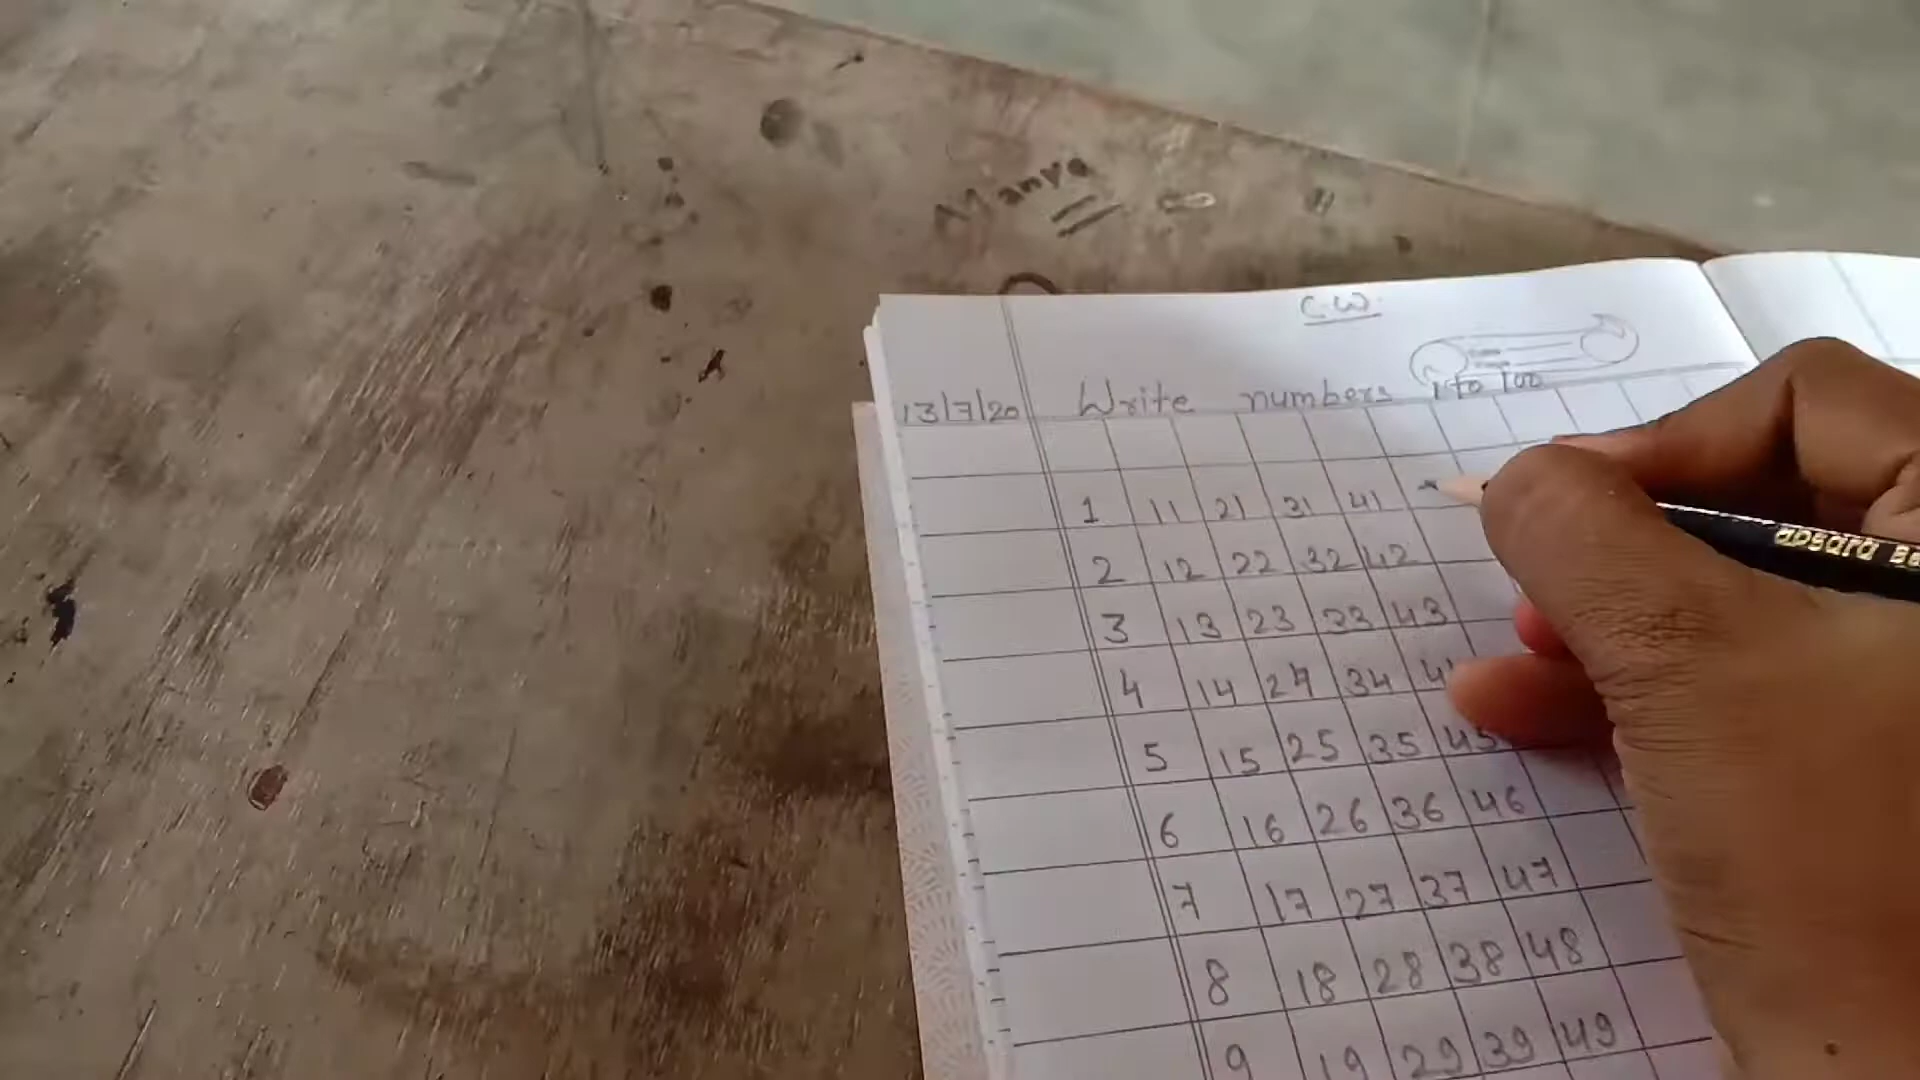 Manya
C.W.
13/7/20 Write numbers 1 to 100
1 11 21 31 41
2 12 22 32 42
3 13 23 33 43
4 14 24 34
5 15 25 35 45
6 16 26 36 46
7 17 27 37 47
8 18 28 38 48
9 19 29 39 49
apsara